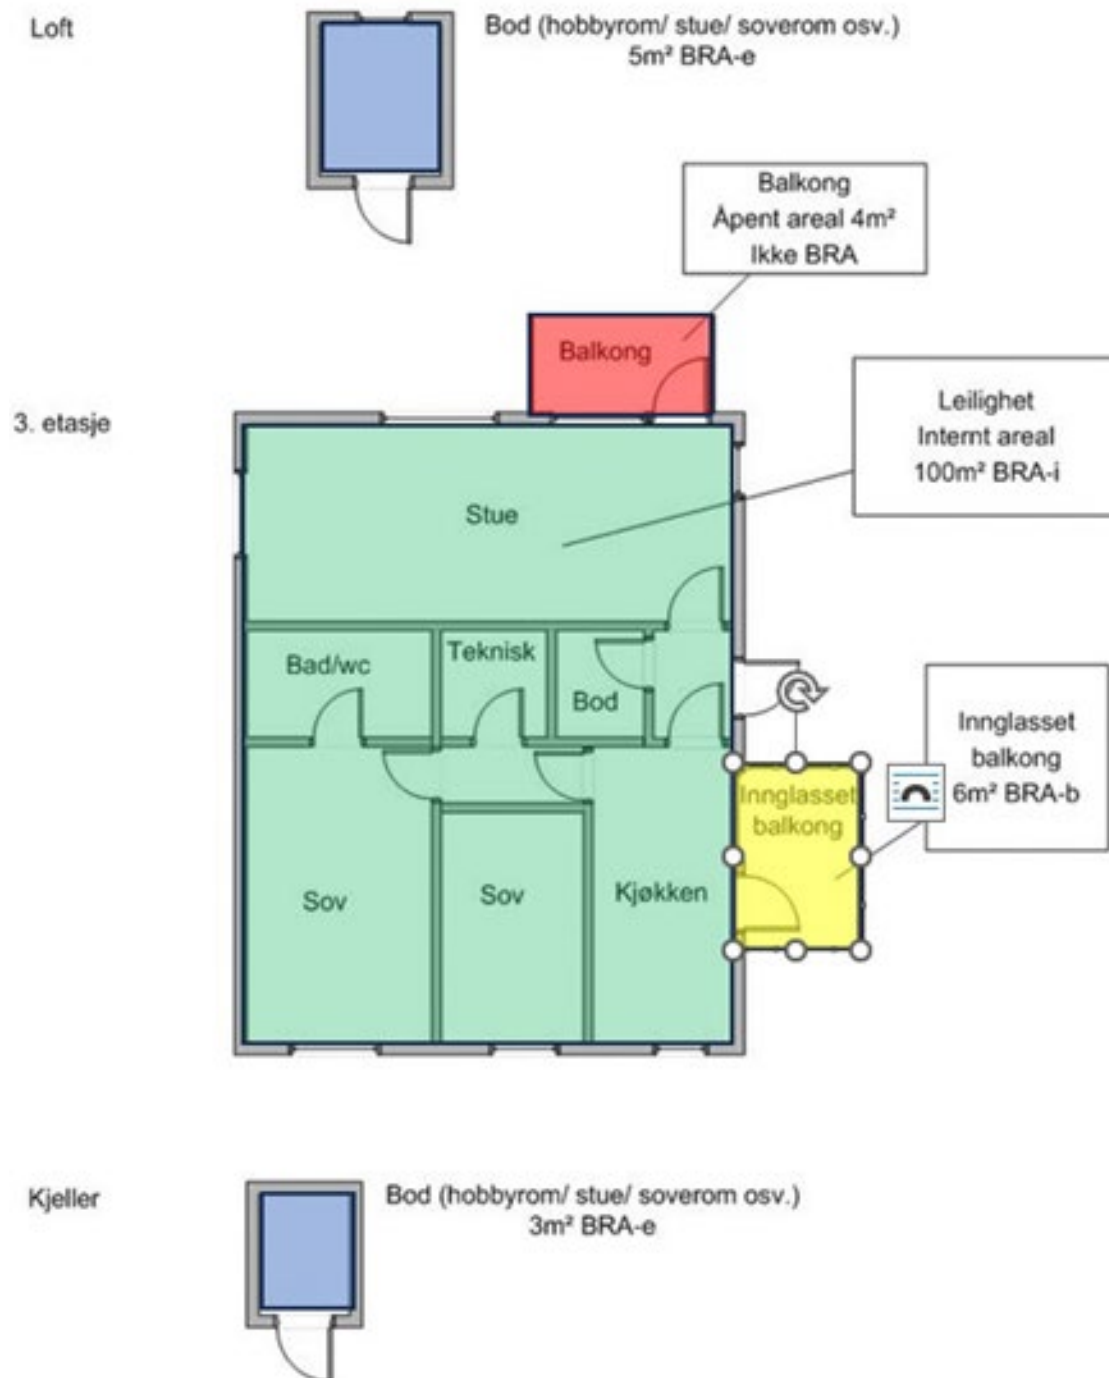 Loft
Bod (hobbyrom/ stue/ soverom osv.)
5m² BRA-e
Balkong
Åpent areal 4m²
Ikke BRA
Balkong
3. etasje
Leilighet
Internt areal
100m² BRA-i
Stue
Bad/wc
Teknisk
Bod
Innglasset
balkong
6m² BRA-b
Innglasset
balkong
Sov
Sov
Kjøkken
Kjeller
Bod (hobbyrom/ stue/ soverom osv.)
3m² BRA-e